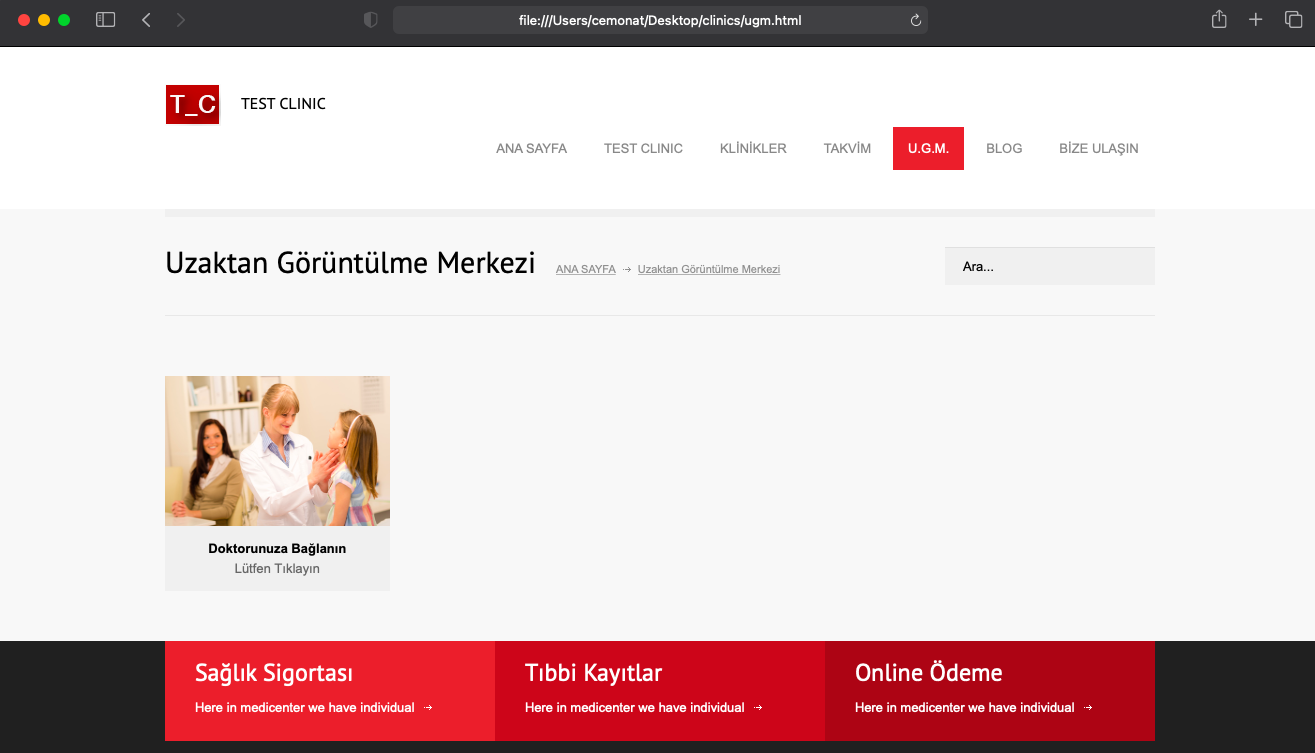 file:///Users/cemonat/Desktop/clinics/ugm.html
T_C TEST CLINIC
ANA SAYFA TEST CLINIC KLİNİKLER TAKVİM U.G.M. BLOG BİZE ULAŞIN
Uzaktan Görüntülme Merkezi ANA SAYFA → Uzaktan Görüntülme Merkezi Ara...
Doktorunuza Bağlanın
Lütfen Tıklayın
Sağlık Sigortası Tıbbi Kayıtlar Online Ödeme
Here in medicenter we have individual → Here in medicenter we have individual → Here in medicenter we have individual →